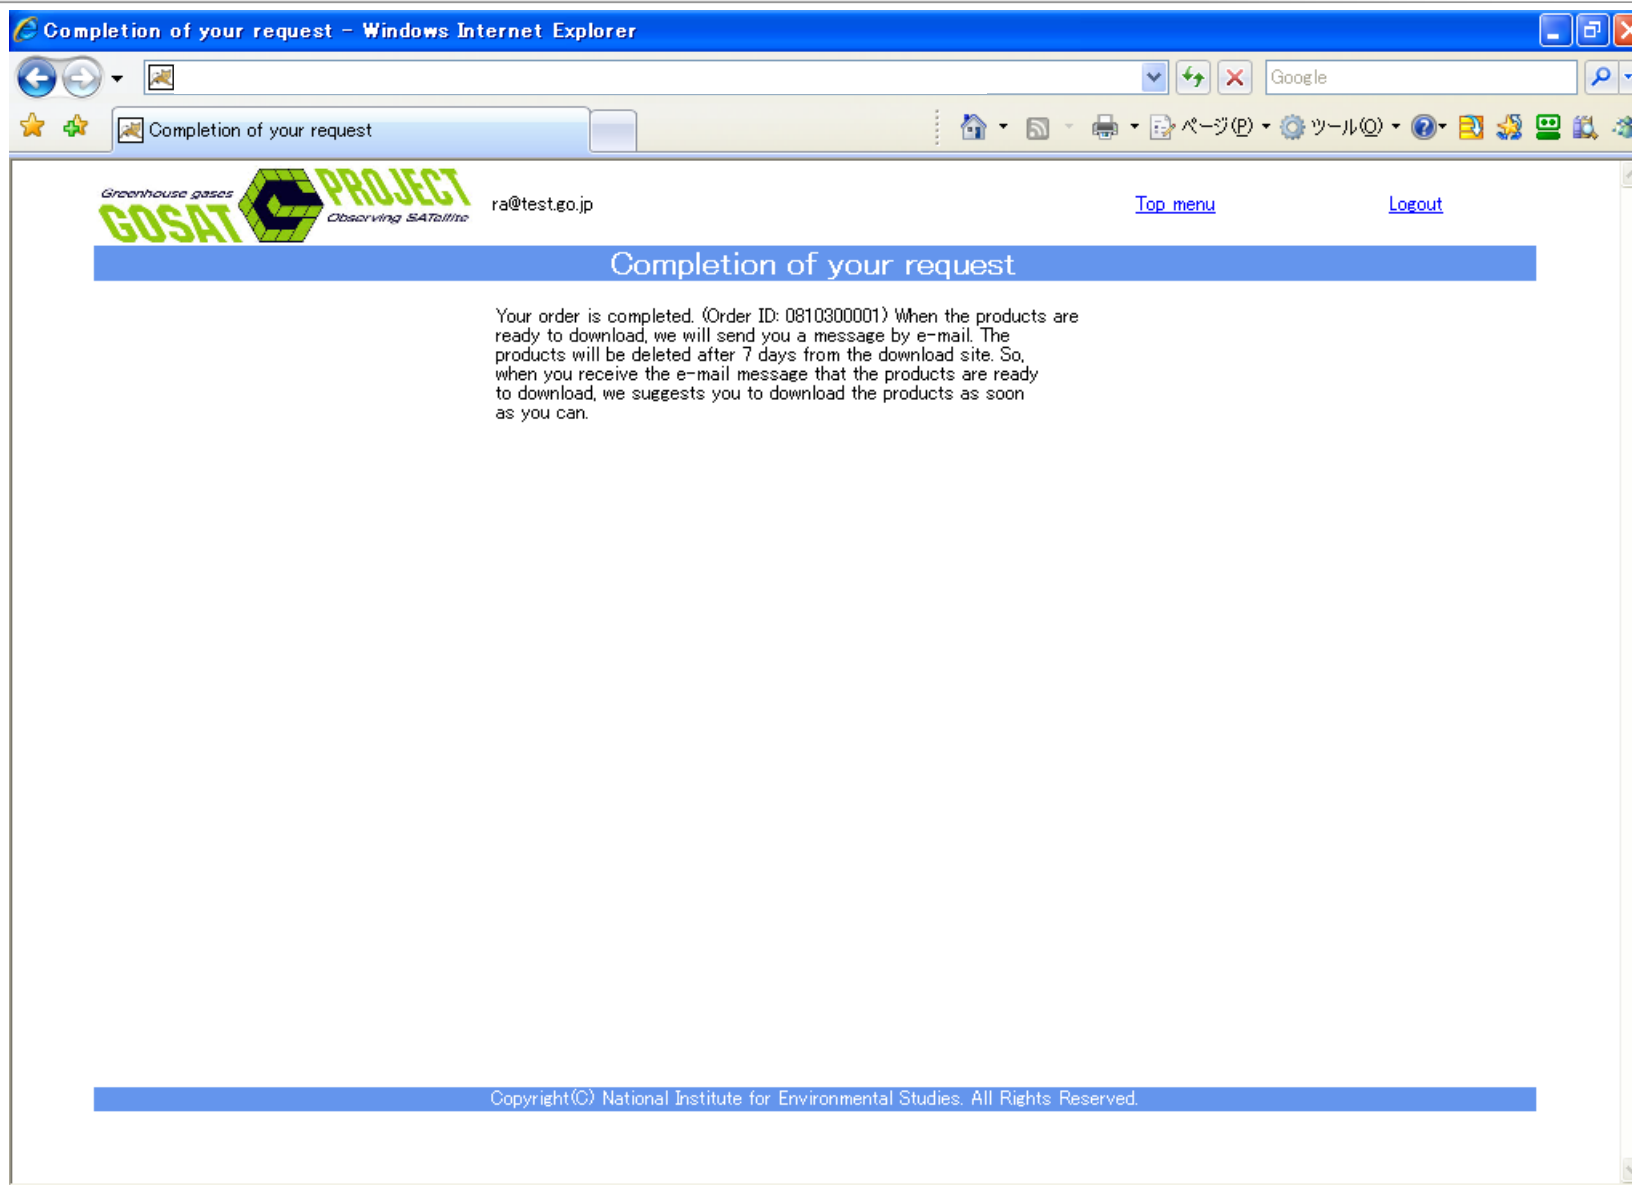 Completion of your request - Windows Internet Explorer
Google
Completion of your request
ページ(P)
ツール(O)
Greenhouse gases
GOSAT
PROJECT
Observing SATellite
ra@test.go.jp
Top menu
Logout
Completion of your request
Your order is completed. (Order ID: 0810300001) When the products are
ready to download, we will send you a message by e-mail. The
products will be deleted after 7 days from the download site. So,
when you receive the e-mail message that the products are ready
to download, we suggests you to download the products as soon
as you can.
Copyright(C) National Institute for Environmental Studies. All Rights Reserved.